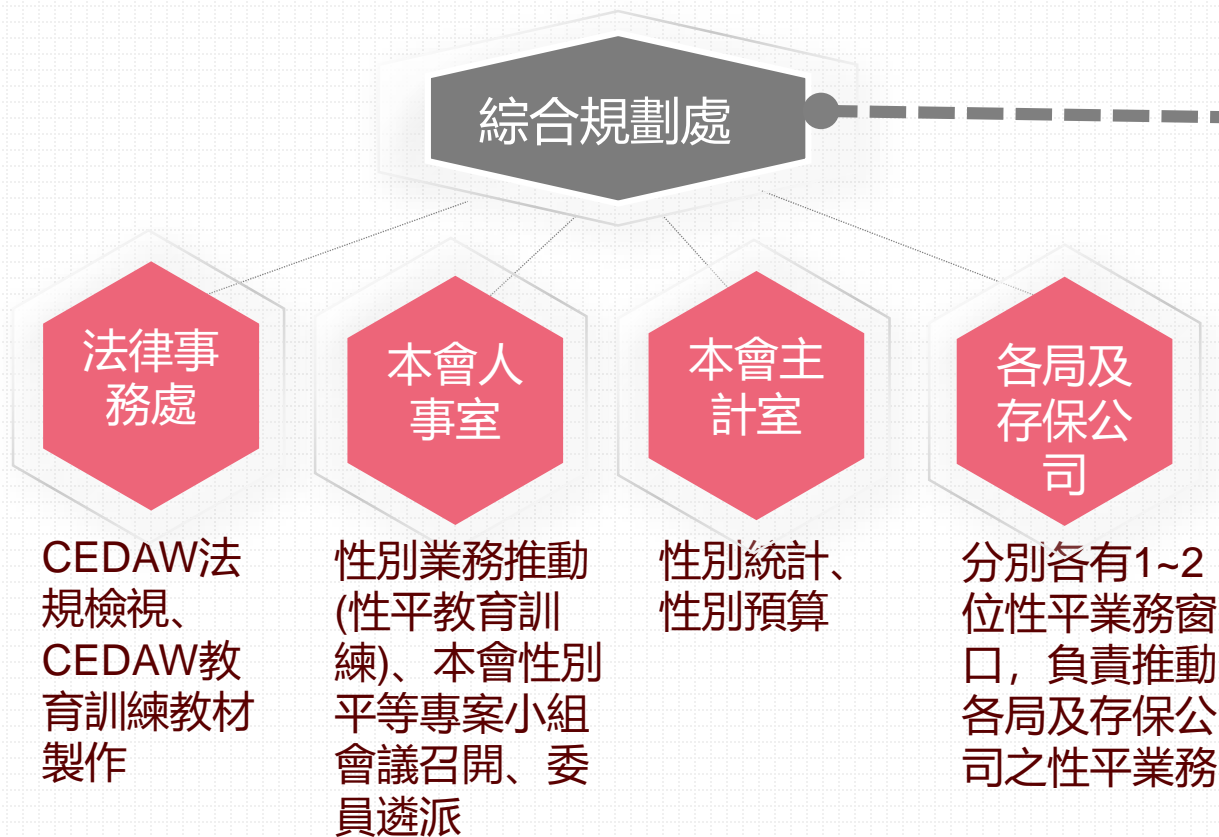 綜合規劃處
法律事
務處
本會人
事室
本會主
計室
各局及
存保公
司
CEDAW法
規檢視、
CEDAW教
育訓練教材
製作
性別業務推動
(性平教育訓
練)、本會性別
平等專案小組
會議召開、委
員遴派
性別統計、
性別預算
分別各有1~2
位性平業務窗
口，負責推動
各局及存保公
司之性平業務